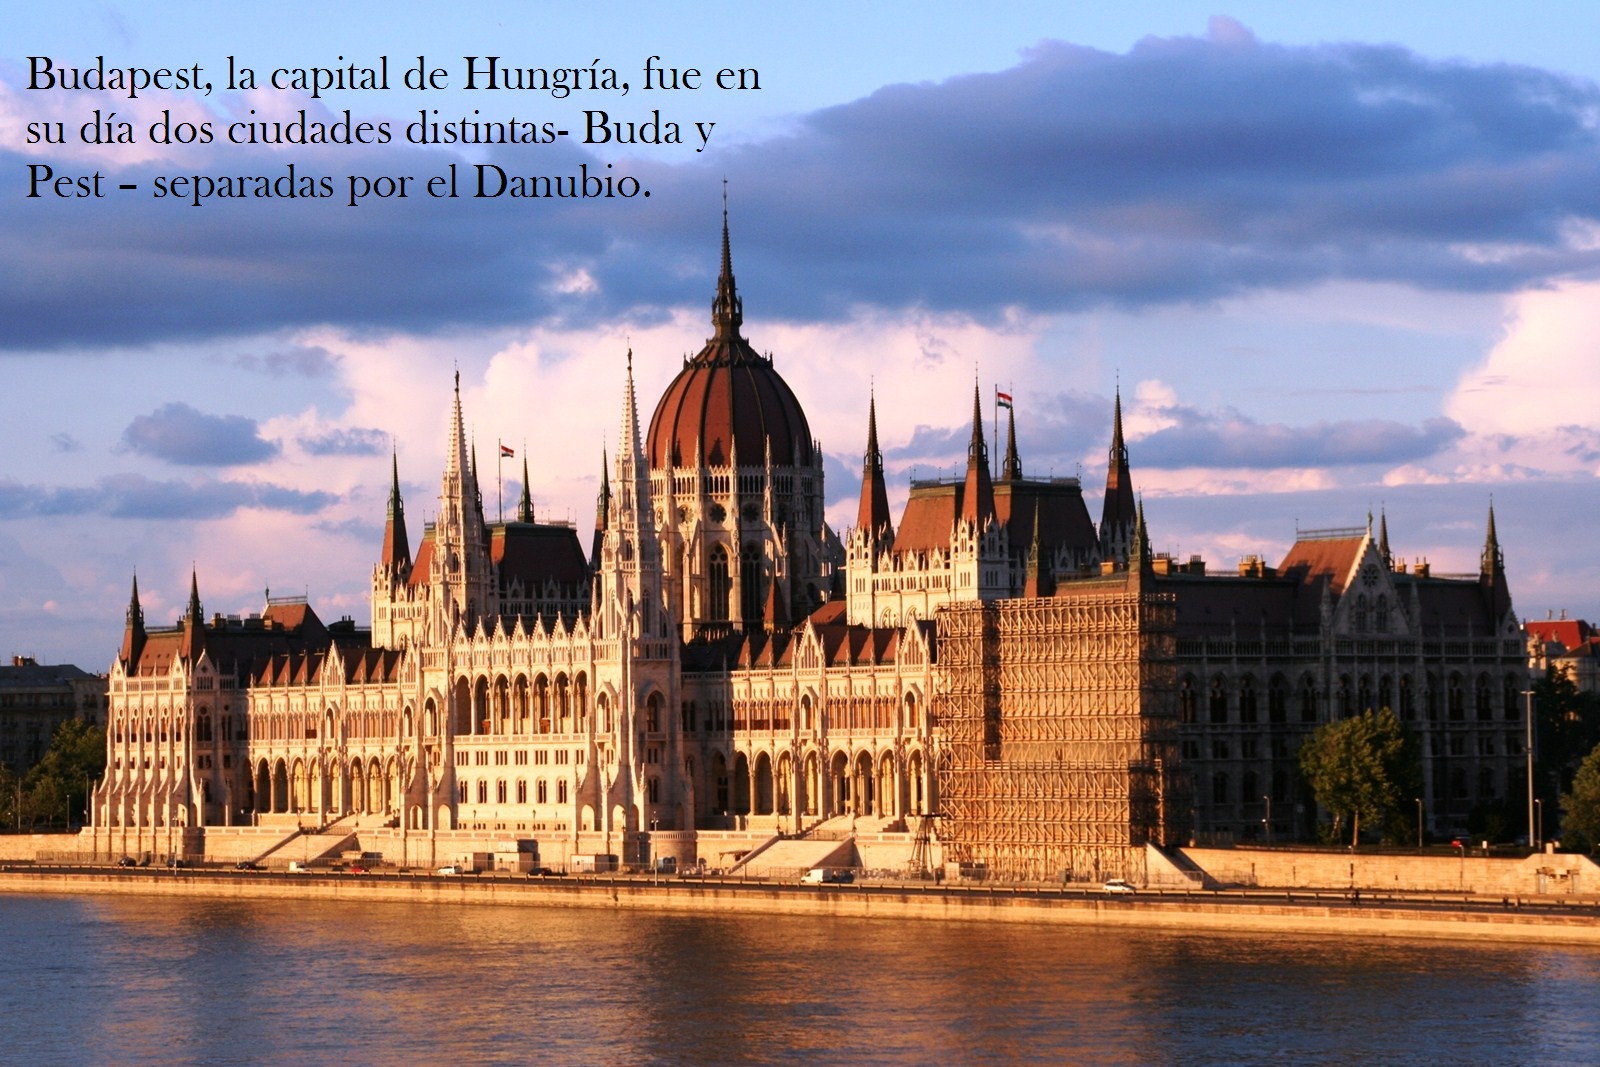 Budapest, la capital de Hungría, fue en
su día dos ciudades distintas- Buda y
Pest – separadas por el Danubio.